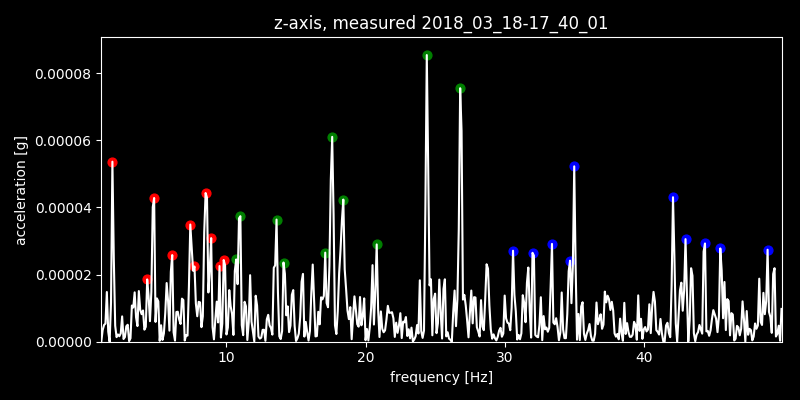 z-axis, measured 2018_03_18-17_40_01
acceleration [g]
0.00008
0.00006
0.00004
0.00002
0.00000
10 20 30 40
frequency [Hz]